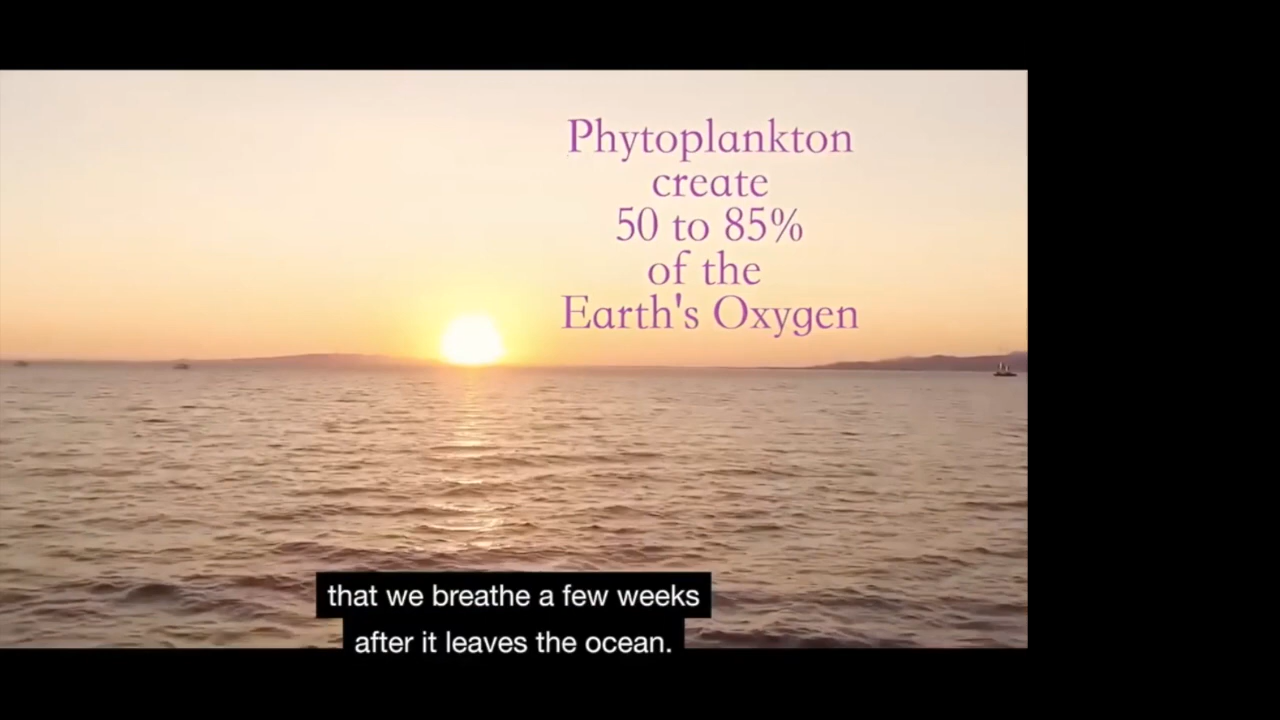 Phytoplankton
create
50 to 85%
of the
Earth's Oxygen
that we breathe a few weeks
after it leaves the ocean.